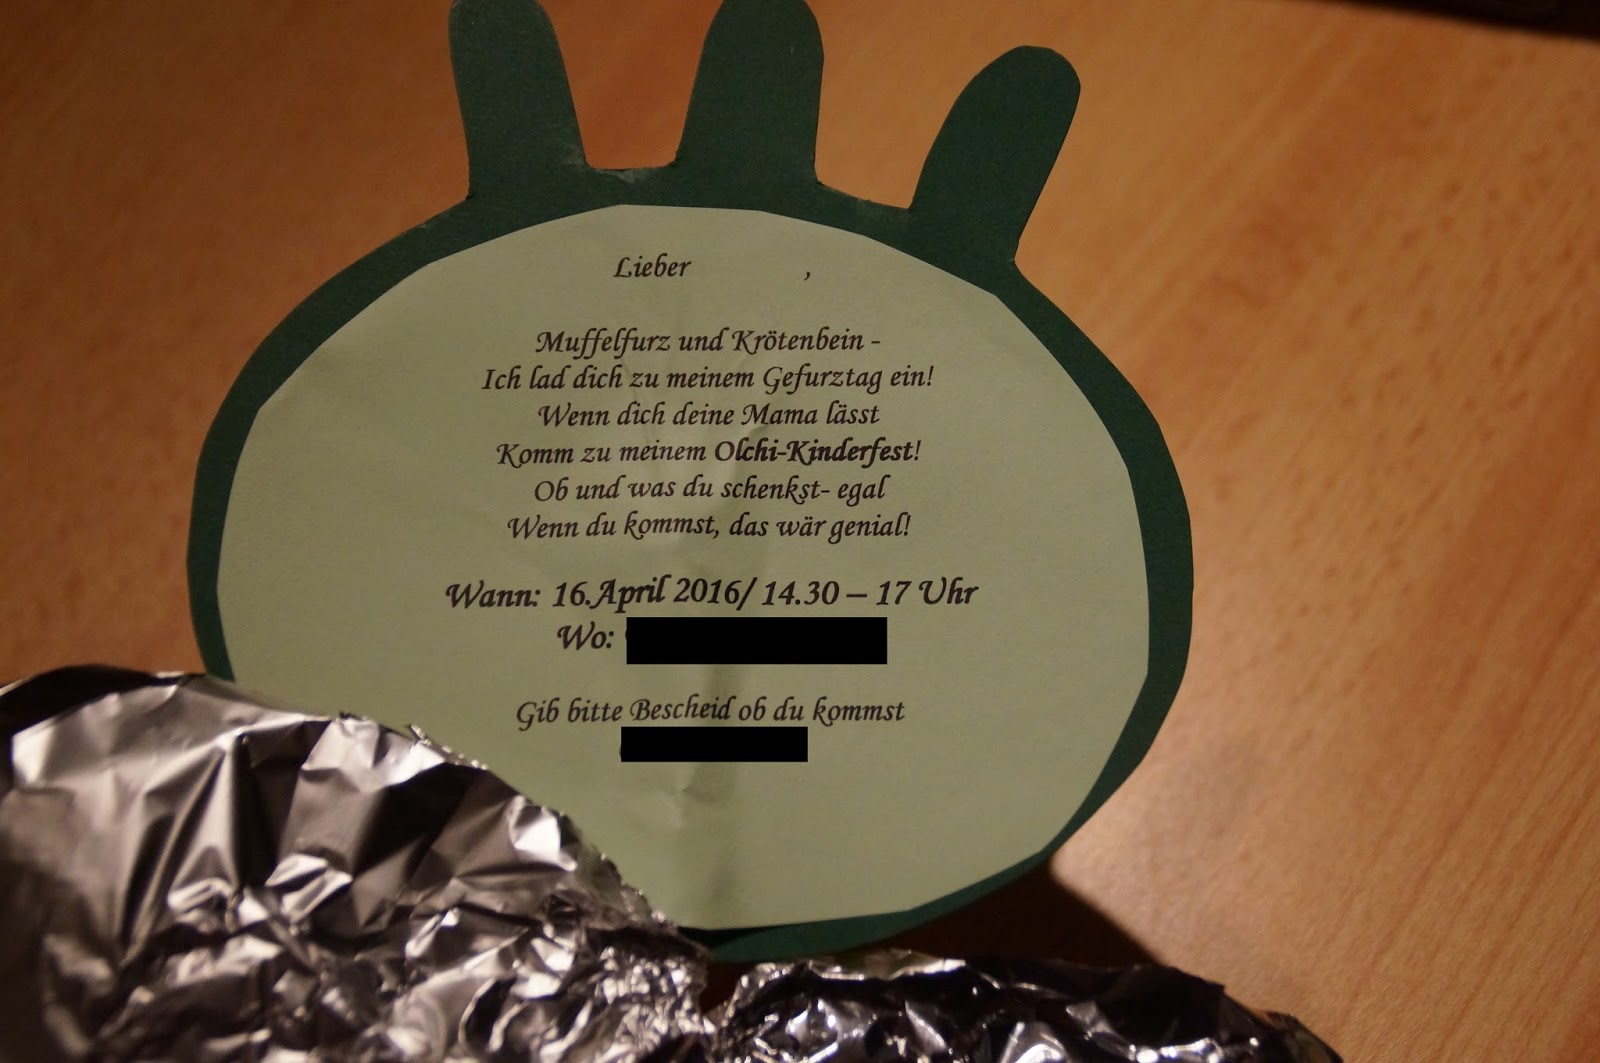 Lieber ,
Muffelfurz und Krötenbein -
Ich lad dich zu meinem Gefurztag ein!
Wenn dich deine Mama lässt
Komm zu meinem Olchi-Kinderfest!
Ob und was du schenkst- egal
Wenn du kommst, das wär genial!
Wann: 16.April 2016/ 14.30 – 17 Uhr
Wo:
Gib bitte Bescheid ob du kommst